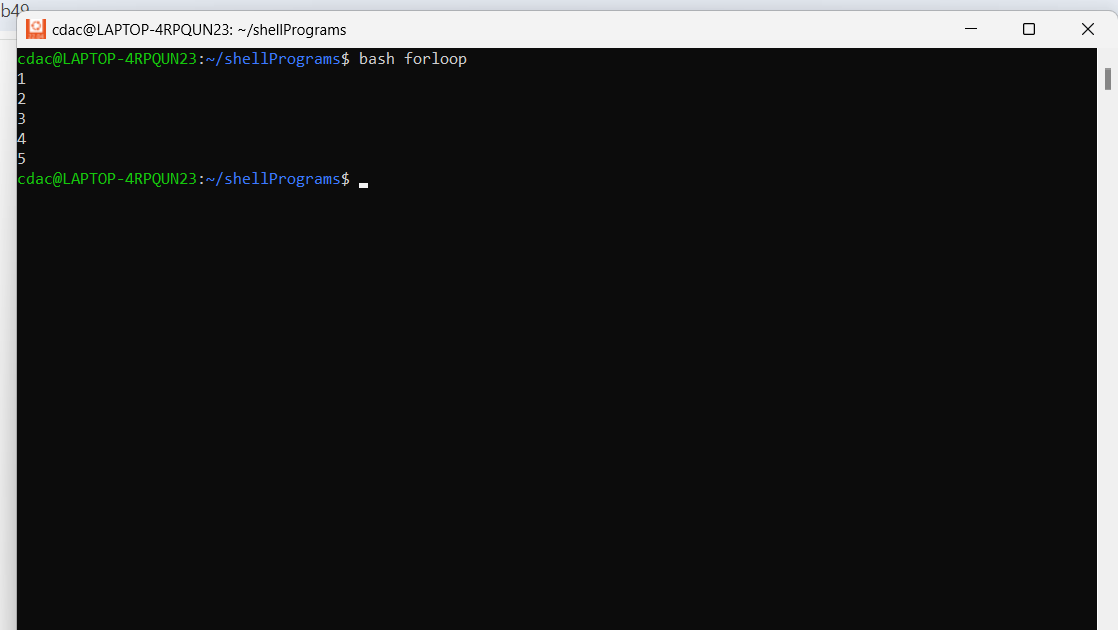 b49
cdac@LAPTOP-4RPQUN23: ~/shellPrograms
cdac@LAPTOP-4RPQUN23:~/shellPrograms$ bash forloop
1
2
3
4
5
cdac@LAPTOP-4RPQUN23:~/shellPrograms$